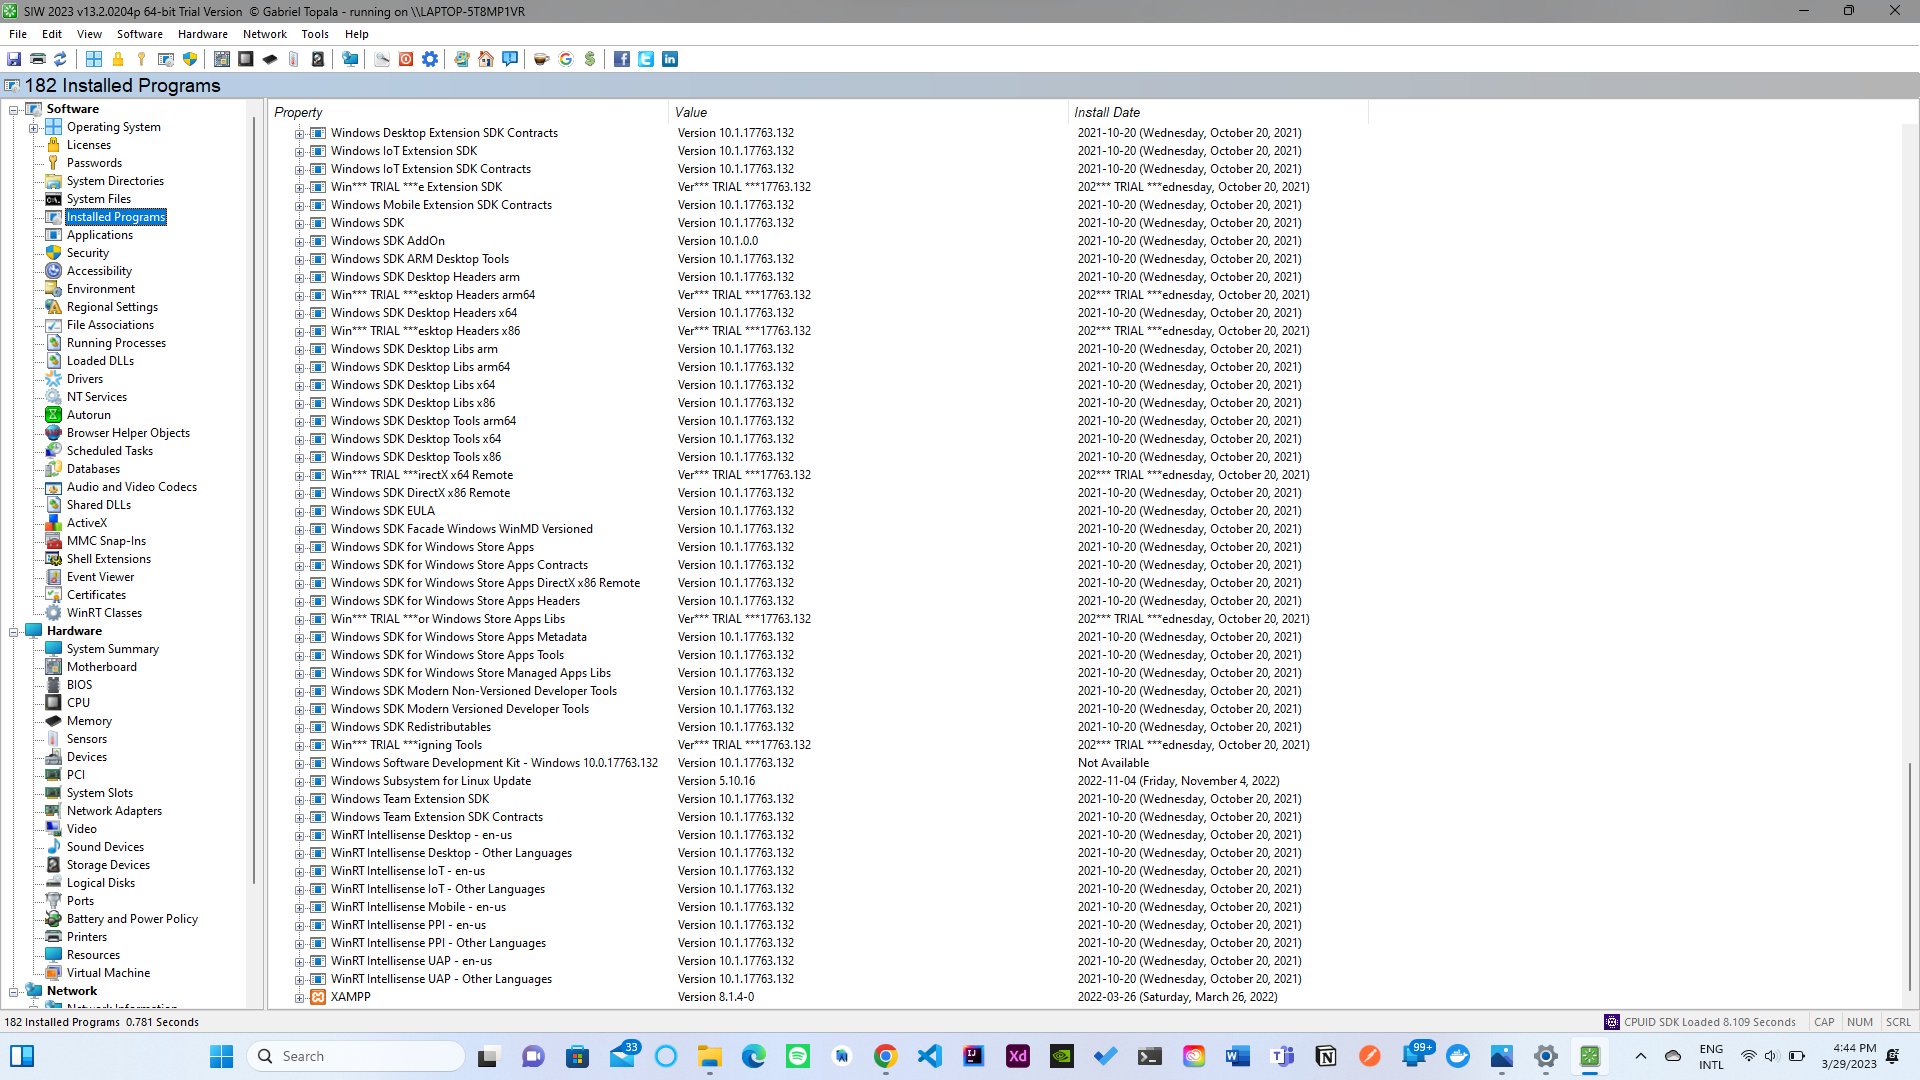 SIW 2023 v13.2.0204p 64-bit Trial Version © Gabriel Topala - running on \\LAPTOP-5T8MP1VR
File Edit View Software Hardware Network Tools Help
182 Installed Programs
Software
Operating System
Licenses
Passwords
System Directories
System Files
Installed Programs
Applications
Security
Accessibility
Environment
Regional Settings
File Associations
Running Processes
Loaded DLLs
Drivers
NT Services
Autorun
Browser Helper Objects
Scheduled Tasks
Databases
Audio and Video Codecs
Shared DLLs
ActiveX
MMC Snap-Ins
Shell Extensions
Event Viewer
Certificates
WinRT Classes
Hardware
System Summary
Motherboard
BIOS
CPU
Memory
Sensors
Devices
PCI
System Slots
Network Adapters
Video
Sound Devices
Storage Devices
Logical Disks
Ports
Battery and Power Policy
Printers
Resources
Virtual Machine
Network
Network Information
Property Value Install Date
Windows Desktop Extension SDK Contracts Version 10.1.17763.132 2021-10-20 (Wednesday, October 20, 2021)
Windows IoT Extension SDK Version 10.1.17763.132 2021-10-20 (Wednesday, October 20, 2021)
Windows IoT Extension SDK Contracts Version 10.1.17763.132 2021-10-20 (Wednesday, October 20, 2021)
Win*** TRIAL ***e Extension SDK Ver*** TRIAL ***17763.132 202*** TRIAL ***ednesday, October 20, 2021)
Windows Mobile Extension SDK Contracts Version 10.1.17763.132 2021-10-20 (Wednesday, October 20, 2021)
Windows SDK Version 10.1.17763.132 2021-10-20 (Wednesday, October 20, 2021)
Windows SDK AddOn Version 10.1.0.0 2021-10-20 (Wednesday, October 20, 2021)
Windows SDK ARM Desktop Tools Version 10.1.17763.132 2021-10-20 (Wednesday, October 20, 2021)
Windows SDK Desktop Headers arm Version 10.1.17763.132 2021-10-20 (Wednesday, October 20, 2021)
Win*** TRIAL ***esktop Headers arm64 Ver*** TRIAL ***17763.132 202*** TRIAL ***ednesday, October 20, 2021)
Windows SDK Desktop Headers x64 Version 10.1.17763.132 2021-10-20 (Wednesday, October 20, 2021)
Win*** TRIAL ***esktop Headers x86 Ver*** TRIAL ***17763.132 202*** TRIAL ***ednesday, October 20, 2021)
Windows SDK Desktop Libs arm Version 10.1.17763.132 2021-10-20 (Wednesday, October 20, 2021)
Windows SDK Desktop Libs arm64 Version 10.1.17763.132 2021-10-20 (Wednesday, October 20, 2021)
Windows SDK Desktop Libs x64 Version 10.1.17763.132 2021-10-20 (Wednesday, October 20, 2021)
Windows SDK Desktop Libs x86 Version 10.1.17763.132 2021-10-20 (Wednesday, October 20, 2021)
Windows SDK Desktop Tools arm64 Version 10.1.17763.132 2021-10-20 (Wednesday, October 20, 2021)
Windows SDK Desktop Tools x64 Version 10.1.17763.132 2021-10-20 (Wednesday, October 20, 2021)
Windows SDK Desktop Tools x86 Version 10.1.17763.132 2021-10-20 (Wednesday, October 20, 2021)
Win*** TRIAL ***irectX x64 Remote Ver*** TRIAL ***17763.132 202*** TRIAL ***ednesday, October 20, 2021)
Windows SDK DirectX x86 Remote Version 10.1.17763.132 2021-10-20 (Wednesday, October 20, 2021)
Windows SDK EULA Version 10.1.17763.132 2021-10-20 (Wednesday, October 20, 2021)
Windows SDK Facade Windows WinMD Versioned Version 10.1.17763.132 2021-10-20 (Wednesday, October 20, 2021)
Windows SDK for Windows Store Apps Version 10.1.17763.132 2021-10-20 (Wednesday, October 20, 2021)
Windows SDK for Windows Store Apps Contracts Version 10.1.17763.132 2021-10-20 (Wednesday, October 20, 2021)
Windows SDK for Windows Store Apps DirectX x86 Remote Version 10.1.17763.132 2021-10-20 (Wednesday, October 20, 2021)
Windows SDK for Windows Store Apps Headers Version 10.1.17763.132 2021-10-20 (Wednesday, October 20, 2021)
Win*** TRIAL ***or Windows Store Apps Libs Ver*** TRIAL ***17763.132 202*** TRIAL ***ednesday, October 20, 2021)
Windows SDK for Windows Store Apps Metadata Version 10.1.17763.132 2021-10-20 (Wednesday, October 20, 2021)
Windows SDK for Windows Store Apps Tools Version 10.1.17763.132 2021-10-20 (Wednesday, October 20, 2021)
Windows SDK for Windows Store Managed Apps Libs Version 10.1.17763.132 2021-10-20 (Wednesday, October 20, 2021)
Windows SDK Modern Non-Versioned Developer Tools Version 10.1.17763.132 2021-10-20 (Wednesday, October 20, 2021)
Windows SDK Modern Versioned Developer Tools Version 10.1.17763.132 2021-10-20 (Wednesday, October 20, 2021)
Windows SDK Redistributables Version 10.1.17763.132 2021-10-20 (Wednesday, October 20, 2021)
Win*** TRIAL ***igning Tools Ver*** TRIAL ***17763.132 202*** TRIAL ***ednesday, October 20, 2021)
Windows Software Development Kit - Windows 10.0.17763.132 Version 10.1.17763.132 Not Available
Windows Subsystem for Linux Update Version 5.10.16 2022-11-04 (Friday, November 4, 2022)
Windows Team Extension SDK Version 10.1.17763.132 2021-10-20 (Wednesday, October 20, 2021)
Windows Team Extension SDK Contracts Version 10.1.17763.132 2021-10-20 (Wednesday, October 20, 2021)
WinRT Intellisense Desktop - en-us Version 10.1.17763.132 2021-10-20 (Wednesday, October 20, 2021)
WinRT Intellisense Desktop - Other Languages Version 10.1.17763.132 2021-10-20 (Wednesday, October 20, 2021)
WinRT Intellisense IoT - en-us Version 10.1.17763.132 2021-10-20 (Wednesday, October 20, 2021)
WinRT Intellisense IoT - Other Languages Version 10.1.17763.132 2021-10-20 (Wednesday, October 20, 2021)
WinRT Intellisense Mobile - en-us Version 10.1.17763.132 2021-10-20 (Wednesday, October 20, 2021)
WinRT Intellisense PPI - en-us Version 10.1.17763.132 2021-10-20 (Wednesday, October 20, 2021)
WinRT Intellisense PPI - Other Languages Version 10.1.17763.132 2021-10-20 (Wednesday, October 20, 2021)
WinRT Intellisense UAP - en-us Version 10.1.17763.132 2021-10-20 (Wednesday, October 20, 2021)
WinRT Intellisense UAP - Other Languages Version 10.1.17763.132 2021-10-20 (Wednesday, October 20, 2021)
XAMPP Version 8.1.4-0 2022-03-26 (Saturday, March 26, 2022)
182 Installed Programs 0.781 Seconds
CPUID SDK Loaded 8.109 Seconds CAP NUM SCRL
Search
33
Xd
99+
ENG
INTL
4:44 PM
3/29/2023